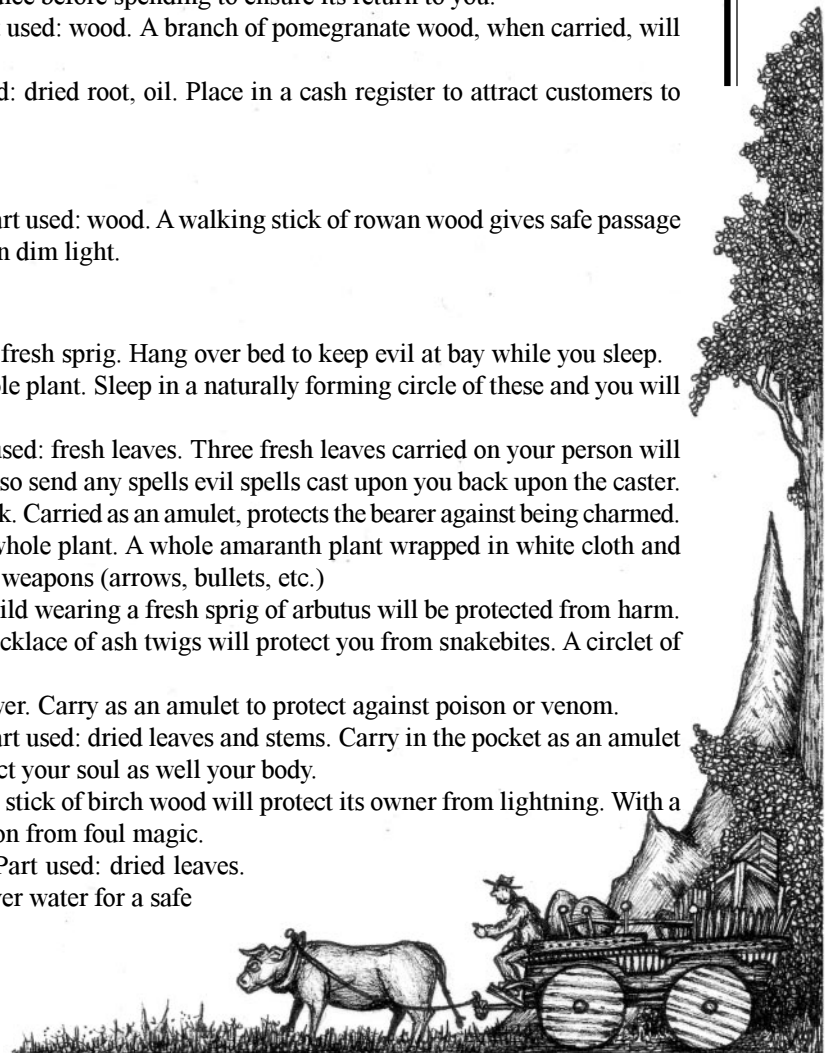 before spending to ensure its return to you.
used: wood. A branch of pomegranate wood, when carried, will
: dried root, oil. Place in a cash register to attract customers to
art used: wood. A walking stick of rowan wood gives safe passage
n dim light.
fresh sprig. Hang over bed to keep evil at bay while you sleep.
le plant. Sleep in a naturally forming circle of these and you will
used: fresh leaves. Three fresh leaves carried on your person will
so send any spells evil spells cast upon you back upon the caster.
k. Carried as an amulet, protects the bearer against being charmed.
whole plant. A whole amaranth plant wrapped in white cloth and
weapons (arrows, bullets, etc.)
ild wearing a fresh sprig of arbutus will be protected from harm.
cklace of ash twigs will protect you from snakebites. A circlet of
er. Carry as an amulet to protect against poison or venom.
art used: dried leaves and stems. Carry in the pocket as an amulet
ct your soul as well your body.
stick of birch wood will protect its owner from lightning. With a
on from foul magic.
Part used: dried leaves.
er water for a safe